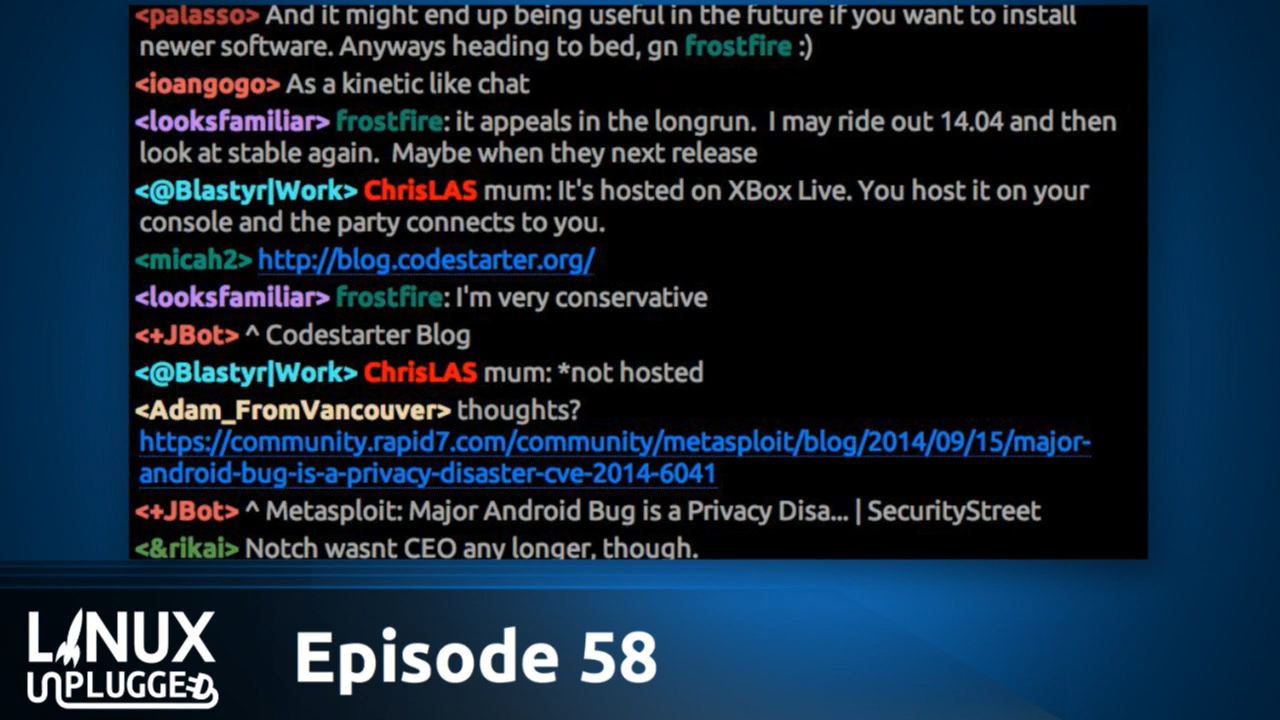 <palasso> And it might end up being useful in the future if you want to install
newer software. Anyways heading to bed, gn frostfire :)
<ioangogo> As a kinetic like chat
<looksfamiliar> frostfire: it appeals in the longrun.  I may ride out 14.04 and then
look at stable again.  Maybe when they next release
<@Blastyr|Work> ChrisLAS mum: It's hosted on XBox Live. You host it on your
console and the party connects to you.
<micah2> http://blog.codestarter.org/
<looksfamiliar> frostfire: I'm very conservative
<+JBot> ^ Codestarter Blog
<@Blastyr|Work> ChrisLAS mum: *not hosted
<Adam_FromVancouver> thoughts?
https://community.rapid7.com/community/metasploit/blog/2014/09/15/major-
android-bug-is-a-privacy-disaster-cve-2014-6041
<+JBot> ^ Metasploit: Major Android Bug is a Privacy Disa... | SecurityStreet
<&rikai> Notch wasnt CEO any longer, though.
LINUX
UNPLUGGED
Episode 58